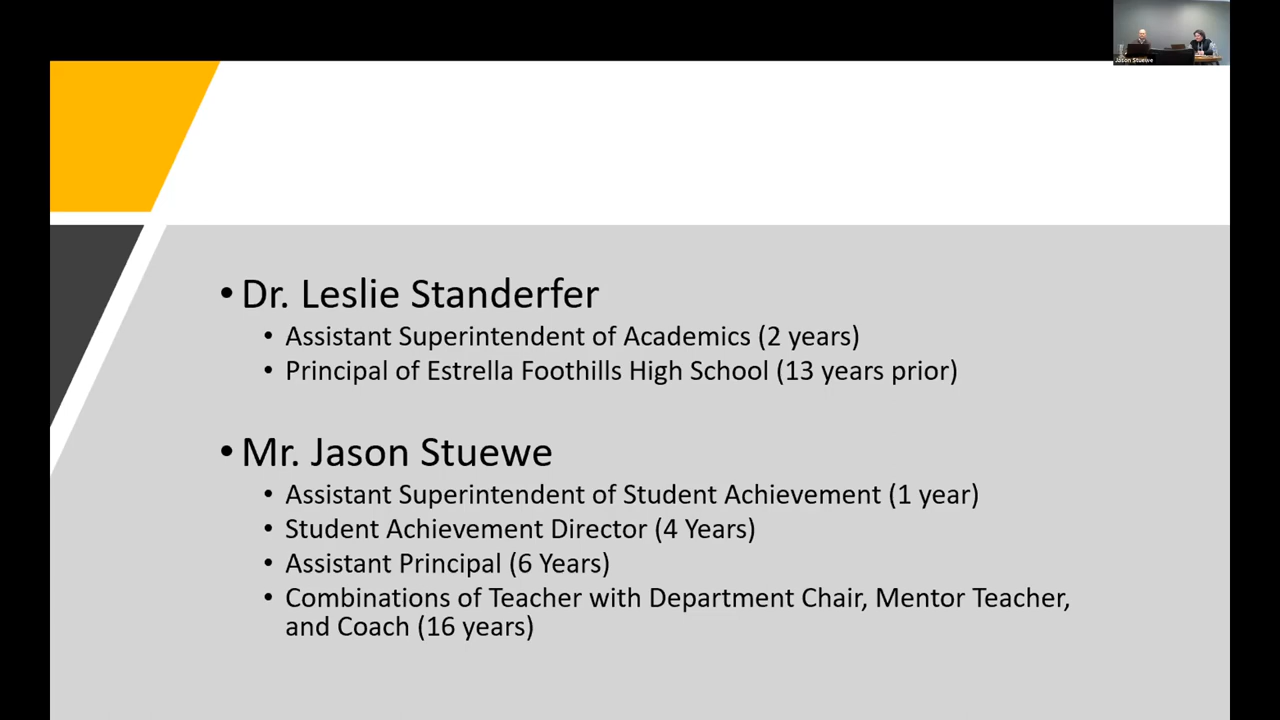 Jason Stuewe
• Dr. Leslie Standerfer
• Assistant Superintendent of Academics (2 years)
• Principal of Estrella Foothills High School (13 years prior)
• Mr. Jason Stuewe
• Assistant Superintendent of Student Achievement (1 year)
• Student Achievement Director (4 Years)
• Assistant Principal (6 Years)
• Combinations of Teacher with Department Chair, Mentor Teacher,
and Coach (16 years)